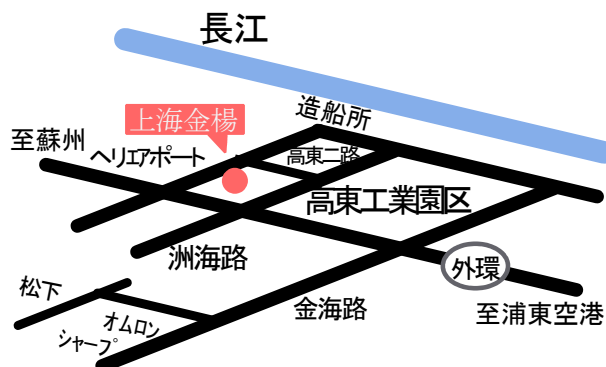 長江
造船所
上海金楊
至蘇州
ヘリエアポート
高東二路
高東工業園区
洲海路
外環
松下
オムロン
シャープ
金海路
至浦東空港